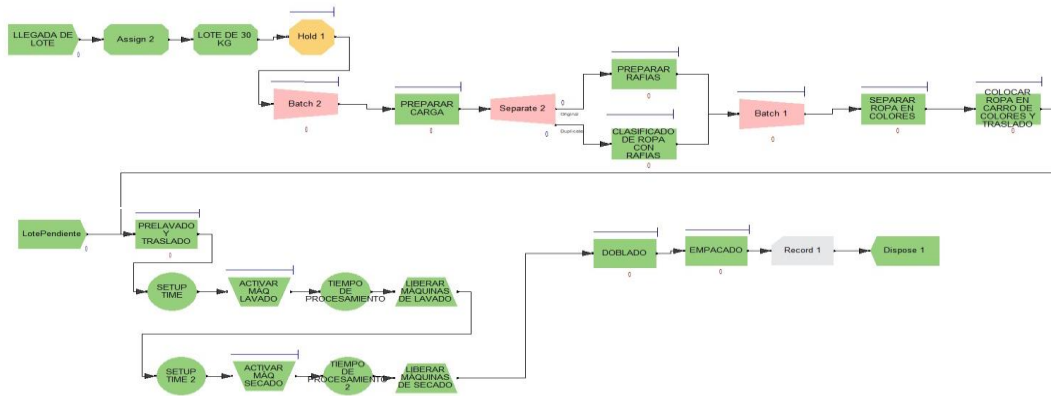 LLEGADA DE
LOTE
0
Assign 2
LOTE DE 30
KG
Hold 1
Batch 2
0
PREPARAR
CARGA
0
Separate 2
0
Original
0
Duplicate
PREPARAR
RAFIAS
0
CLASIFICADO
DE ROPA
CON
RAFIAS
0
Batch 1
0
SEPARAR
ROPA EN
COLORES
0
COLOCAR
ROPA EN
CARRO DE
COLORES Y
TRASLADO
0
LotePendiente
0
PRELAVADO
Y
TRASLADO
0
SETUP
TIME
ACTIVAR
MAQ
LAVADO
TIEMPO
DE
PROCESAMIENTO
LIBERAR
MAQUINAS
DE LAVADO
SETUP
TIME 2
ACTIVAR
MAQ
SECADO
TIEMPO
DE
PROCESAMIENTO
2
LIBERAR
MAQUINAS
DE SECADO
DOBLADO
0
EMPACADO
0
Record 1
Dispose 1
0